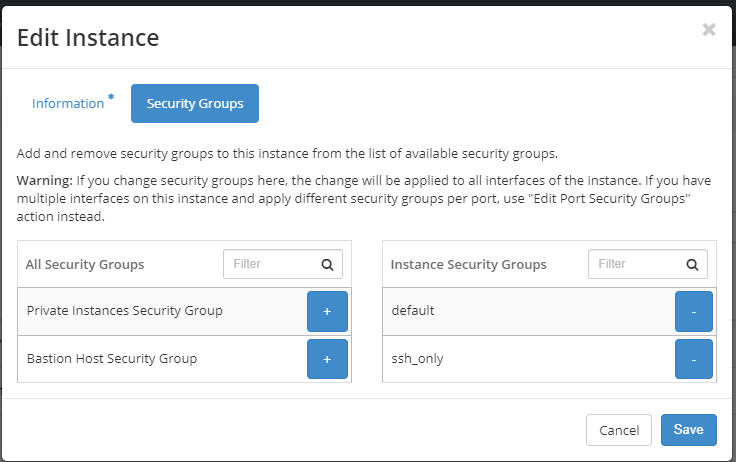 Edit Instance
×
Information *
Security Groups
Add and remove security groups to this instance from the list of available security groups.
Warning: If you change security groups here, the change will be applied to all interfaces of the instance. If you have
multiple interfaces on this instance and apply different security groups per port, use "Edit Port Security Groups"
action instead.
All Security Groups
Filter
Instance Security Groups
Filter
Private Instances Security Group
+
default
-
Bastion Host Security Group
+
ssh_only
-
Cancel
Save